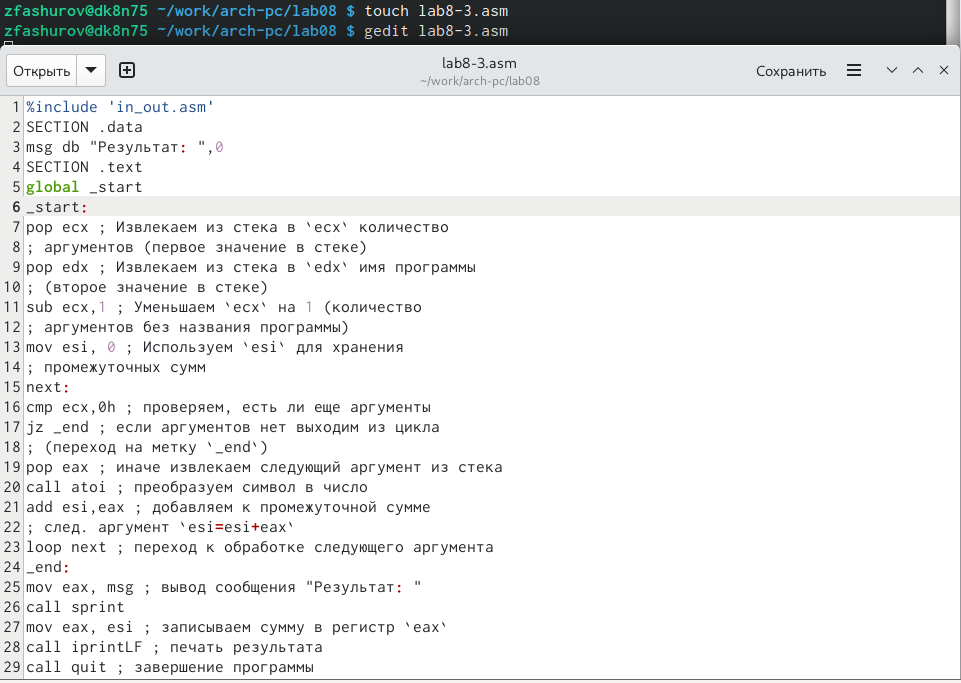 zfashurov@dk8n75 ~/work/arch-pc/lab08 $ touch lab8-3.asm
zfashurov@dk8n75 ~/work/arch-pc/lab08 $ gedit lab8-3.asm
Открыть
lab8-3.asm
~/work/arch-pc/lab08
Сохранить
1 %include 'in_out.asm'
2 SECTION .data
3 msg db "Результат: ",0
4 SECTION .text
5 global _start
6 _start:
7 pop ecx ; Извлекаем из стека в `ecx` количество
8 ; аргументов (первое значение в стеке)
9 pop edx ; Извлекаем из стека в `edx` имя программы
10 ; (второе значение в стеке)
11 sub ecx,1 ; Уменьшаем `ecx` на 1 (количество
12 ; аргументов без названия программы)
13 mov esi, 0 ; Используем `esi` для хранения
14 ; промежуточных сумм
15 next:
16 cmp ecx,0h ; проверяем, есть ли еще аргументы
17 jz _end ; если аргументов нет выходим из цикла
18 ; (переход на метку `_end`)
19 pop eax ; иначе извлекаем следующий аргумент из стека
20 call atoi ; преобразуем символ в число
21 add esi,eax ; добавляем к промежуточной сумме
22 ; след. аргумент `esi=esi+eax`
23 loop next ; переход к обработке следующего аргумента
24 _end:
25 mov eax, msg ; вывод сообщения "Результат: "
26 call sprint
27 mov eax, esi ; записываем сумму в регистр `eax`
28 call iprintLF ; печать результата
29 call quit ; завершение программы